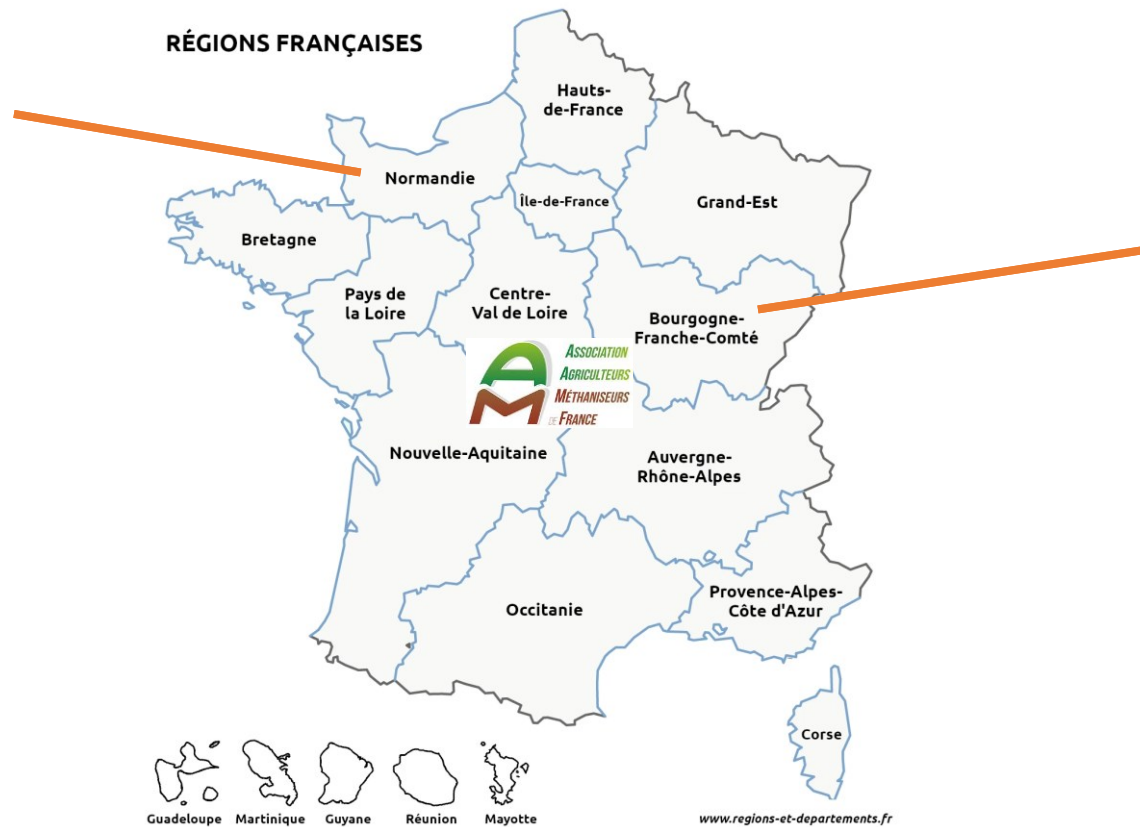 RÉGIONS FRANÇAISES
Hauts-
de-France
Normandie
Île-de-France
Grand-Est
Bretagne
Pays de
la Loire
Centre-
Val de Loire
Bourgogne-
Franche-Comté
ASSOCIATION
AGRICULTEURS
MÉTHANISEURS
DE FRANCE
AM
Nouvelle-Aquitaine
Auvergne-
Rhône-Alpes
Occitanie
Provence-Alpes-
Côte d'Azur
Corse
Guadeloupe
Martinique
Guyane
Réunion
Mayotte
www.regions-et-departements.fr